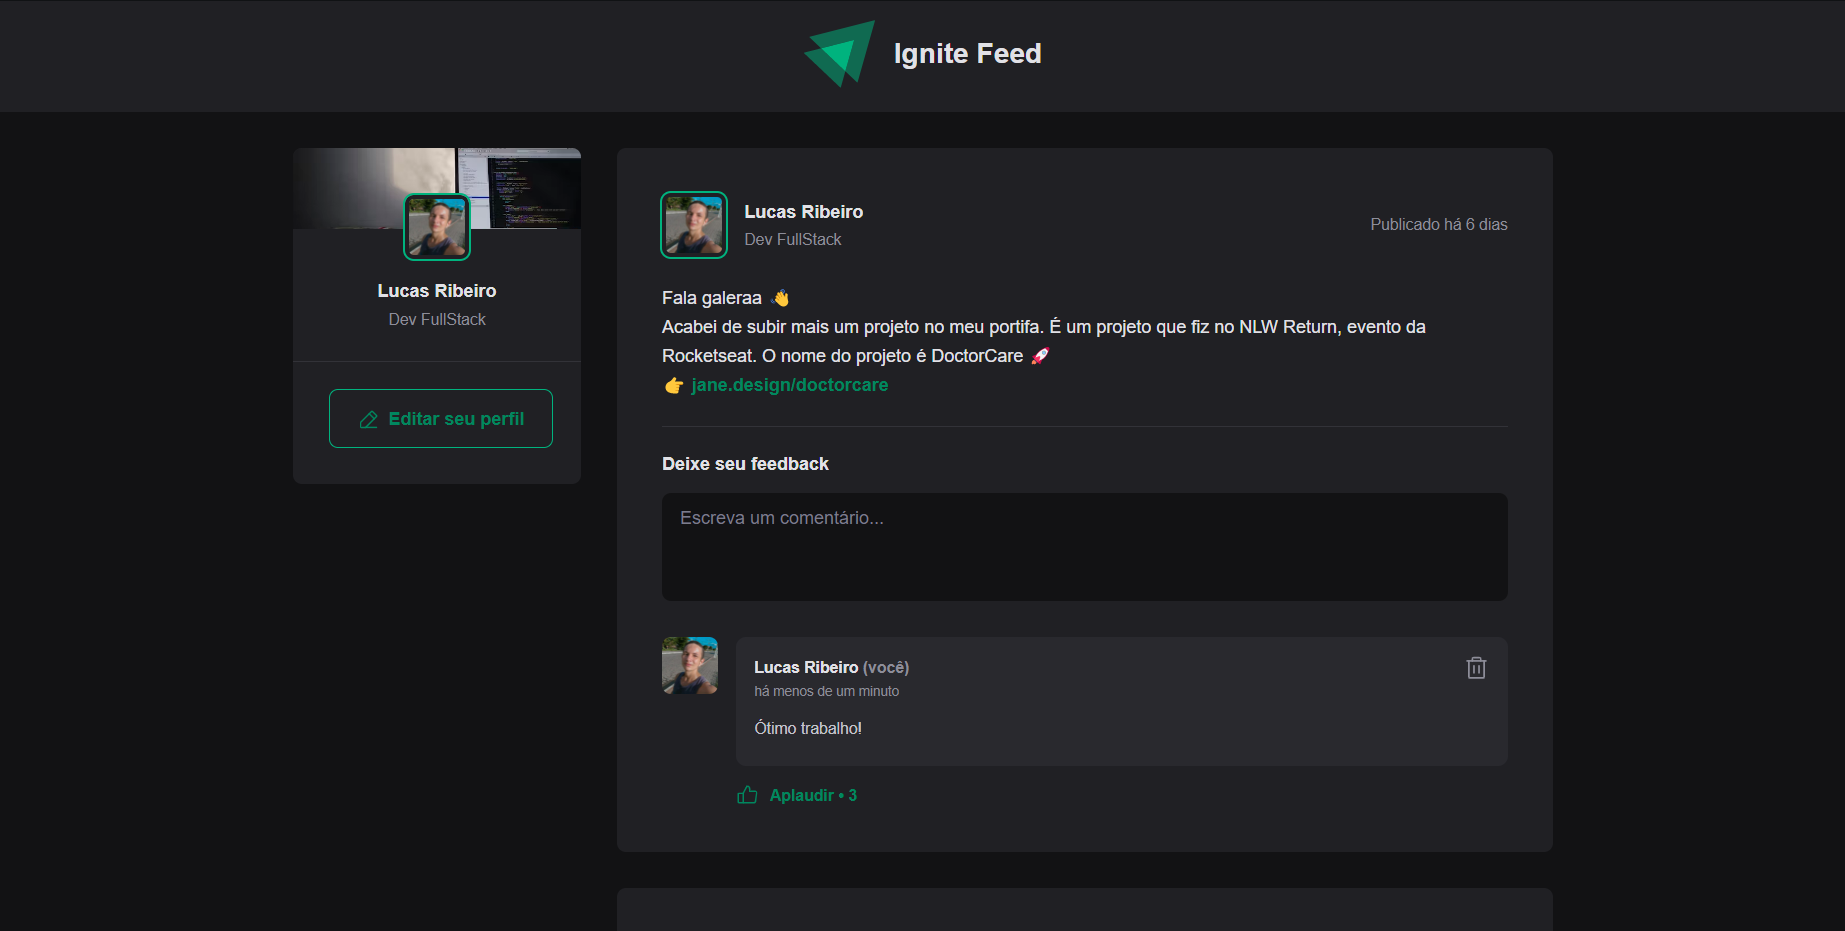 Ignite Feed
Lucas Ribeiro
Dev FullStack
Editar seu perfil
Lucas Ribeiro
Dev FullStack
Publicado há 6 dias
Fala galeraa 👋
Acabei de subir mais um projeto no meu portifa. É um projeto que fiz no NLW Return, evento da
Rocketseat. O nome do projeto é DoctorCare 🚀
👉 jane.design/doctorcare
Deixe seu feedback
Escreva um comentário...
Lucas Ribeiro (você)
há menos de um minuto
Ótimo trabalho!
Aplaudir • 3